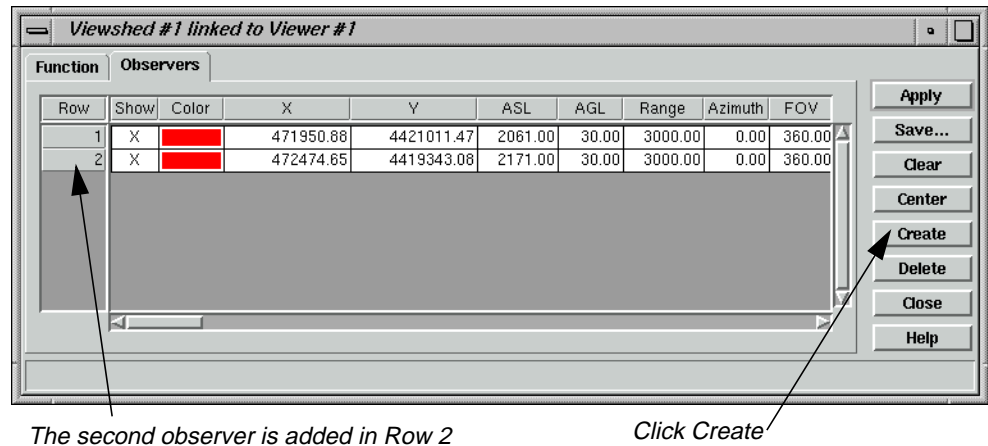 Viewshed #1 linked to Viewer #1
Function Observers
Row Show Color X Y ASL AGL Range Azimuth FOV
1 X 471950.88 4421011.47 2061.00 30.00 3000.00 0.00 360.00
2 X 472474.65 4419343.08 2171.00 30.00 3000.00 0.00 360.00
Apply
Save...
Clear
Center
Create
Delete
Close
Help
The second observer is added in Row 2
Click Create